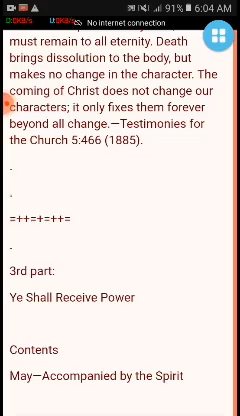 0:0KB/s U:0KB/s No internet connection 91% 6:04 AM
must remain to all eternity. Death
brings dissolution to the body, but
makes no change in the character. The
coming of Christ does not change our
characters; it only fixes them forever
beyond all change.—Testimonies for
the Church 5:466 (1885).
.
.
=++=+=++=
.
3rd part:
Ye Shall Receive Power
Contents
May—Accompanied by the Spirit